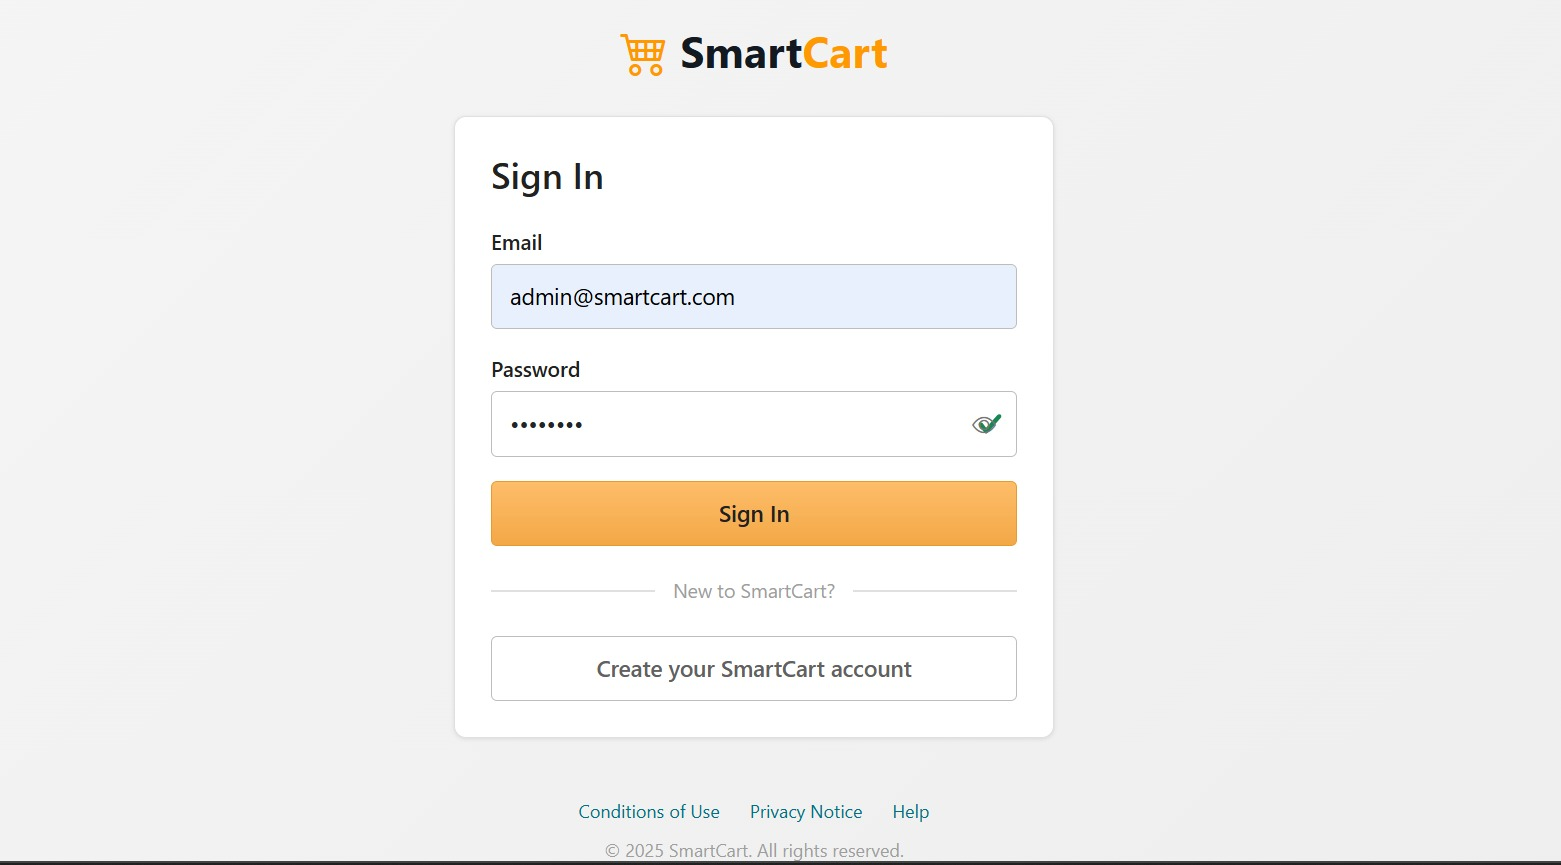 SmartCart
Sign In
Email
admin@smartcart.com
Password
••••••••
Sign In
New to SmartCart?
Create your SmartCart account
Conditions of Use Privacy Notice Help
© 2025 SmartCart. All rights reserved.